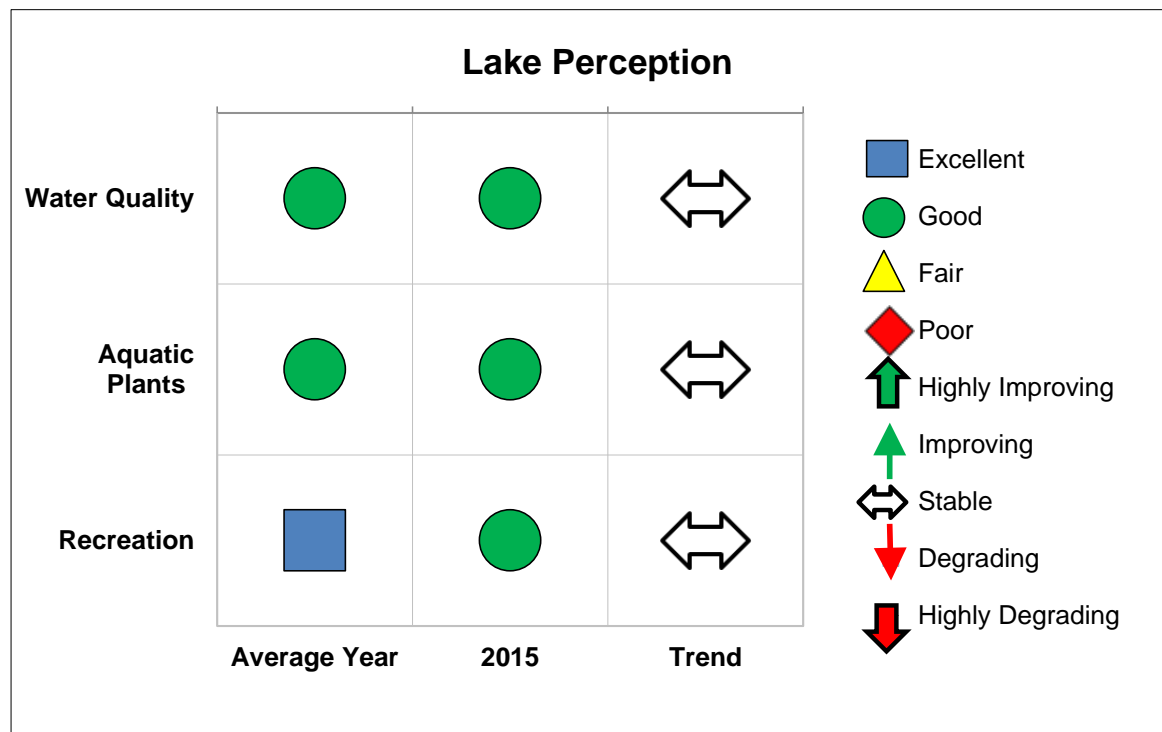 Lake Perception
Water Quality
Aquatic
Plants
Recreation
Average Year
2015
Trend
Excellent
Good
Fair
Poor
Highly Improving
Improving
Stable
Degrading
Highly Degrading